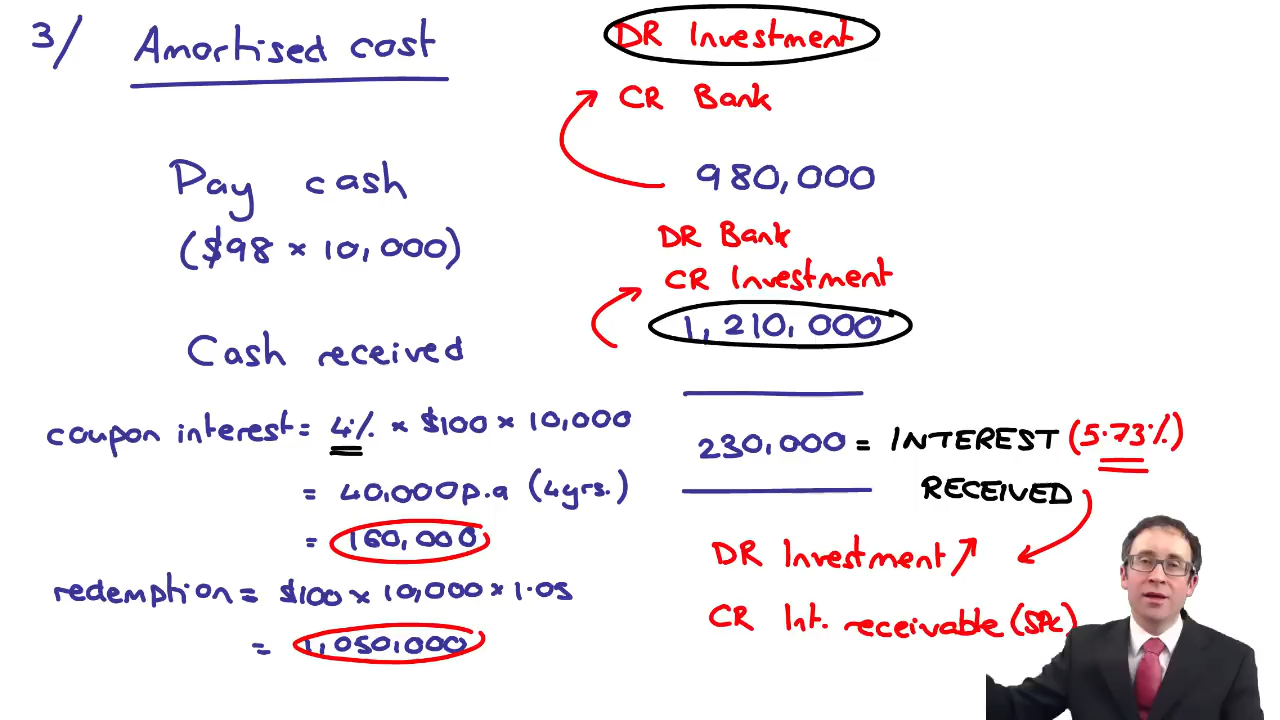 3/ Amortised cost
DR Investment
CR Bank
Pay cash
($98 × 10,000)
980,000
DR Bank
CR Investment
1,210,000
Cash received
coupon interest = 4% × $100 × 10,000
= 40,000 p.a (4yrs.)
= 160,000
redemption = $100 × 10,000 × 1.05
= 1,050,000
230,000 = INTEREST (5.73%)
RECEIVED
DR Investment
CR Int. receivable (SPL)